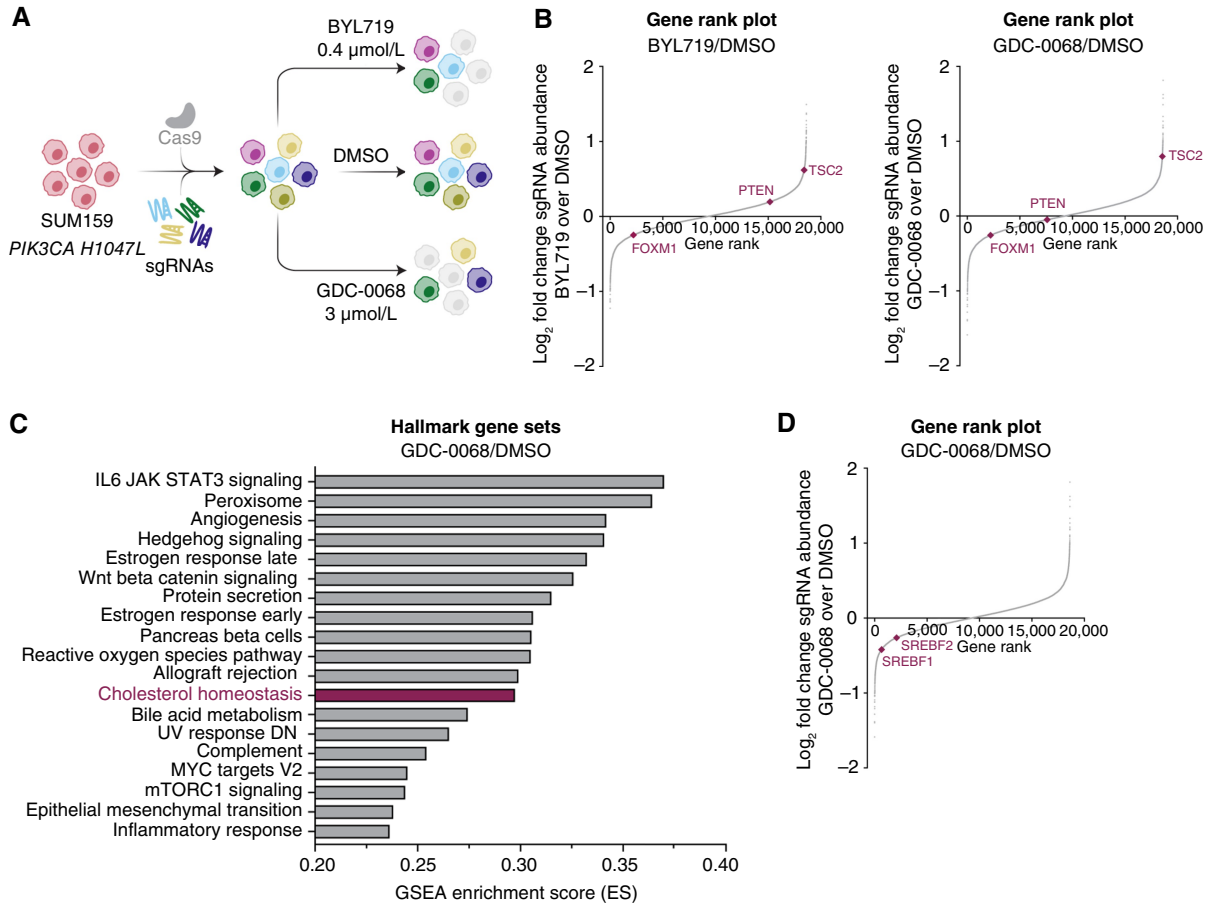 A
BYL719
0.4 µmol/L
Cas9
DMSO
SUM159
PIK3CA H1047L
sgRNAs
GDC-0068
3 µmol/L
B
Gene rank plot
BYL719/DMSO
Log2 fold change sgRNA abundance
BYL719 over DMSO
2
1
0
−1
−2
5,000 10,000 15,000 20,000
0
Gene rank
TSC2
PTEN
FOXM1
Gene rank plot
GDC-0068/DMSO
Log2 fold change sgRNA abundance
GDC-0068 over DMSO
2
1
0
−1
−2
0 5,000 10,000 15,000 20,000
Gene rank
TSC2
PTEN
FOXM1
C
Hallmark gene sets
GDC-0068/DMSO
IL6 JAK STAT3 signaling
Peroxisome
Angiogenesis
Hedgehog signaling
Estrogen response late
Wnt beta catenin signaling
Protein secretion
Estrogen response early
Pancreas beta cells
Reactive oxygen species pathway
Allograft rejection
Cholesterol homeostasis
Bile acid metabolism
UV response DN
Complement
MYC targets V2
mTORC1 signaling
Epithelial mesenchymal transition
Inflammatory response
0.20 0.25 0.30 0.35 0.40
GSEA enrichment score (ES)
D
Gene rank plot
GDC-0068/DMSO
Log2 fold change sgRNA abundance
GDC-0068 over DMSO
2
1
0
−1
−2
0 5,000 10,000 15,000 20,000
Gene rank
SREBF2
SREBF1